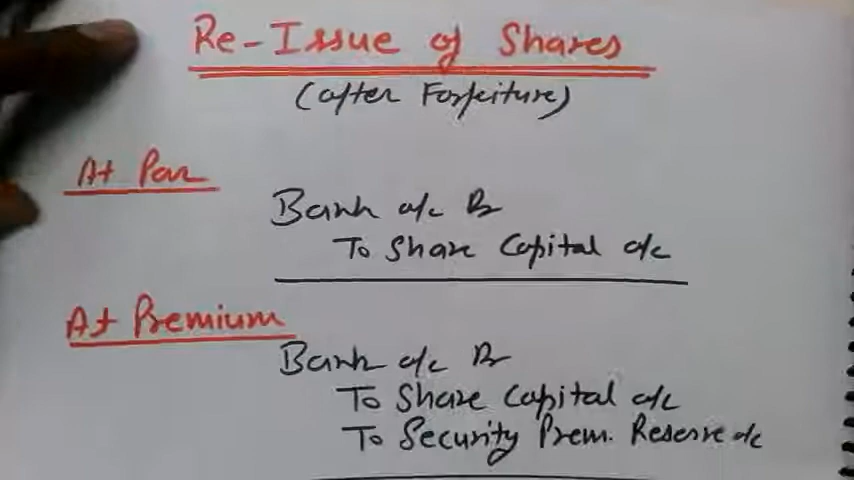 Re-Issue of Shares
(after Forfeiture)
At Par
Bank a/c Dr
To Share Capital a/c
At Premium
Bank a/c Dr
To Share Capital a/c
To Security Prem. Reserve a/c